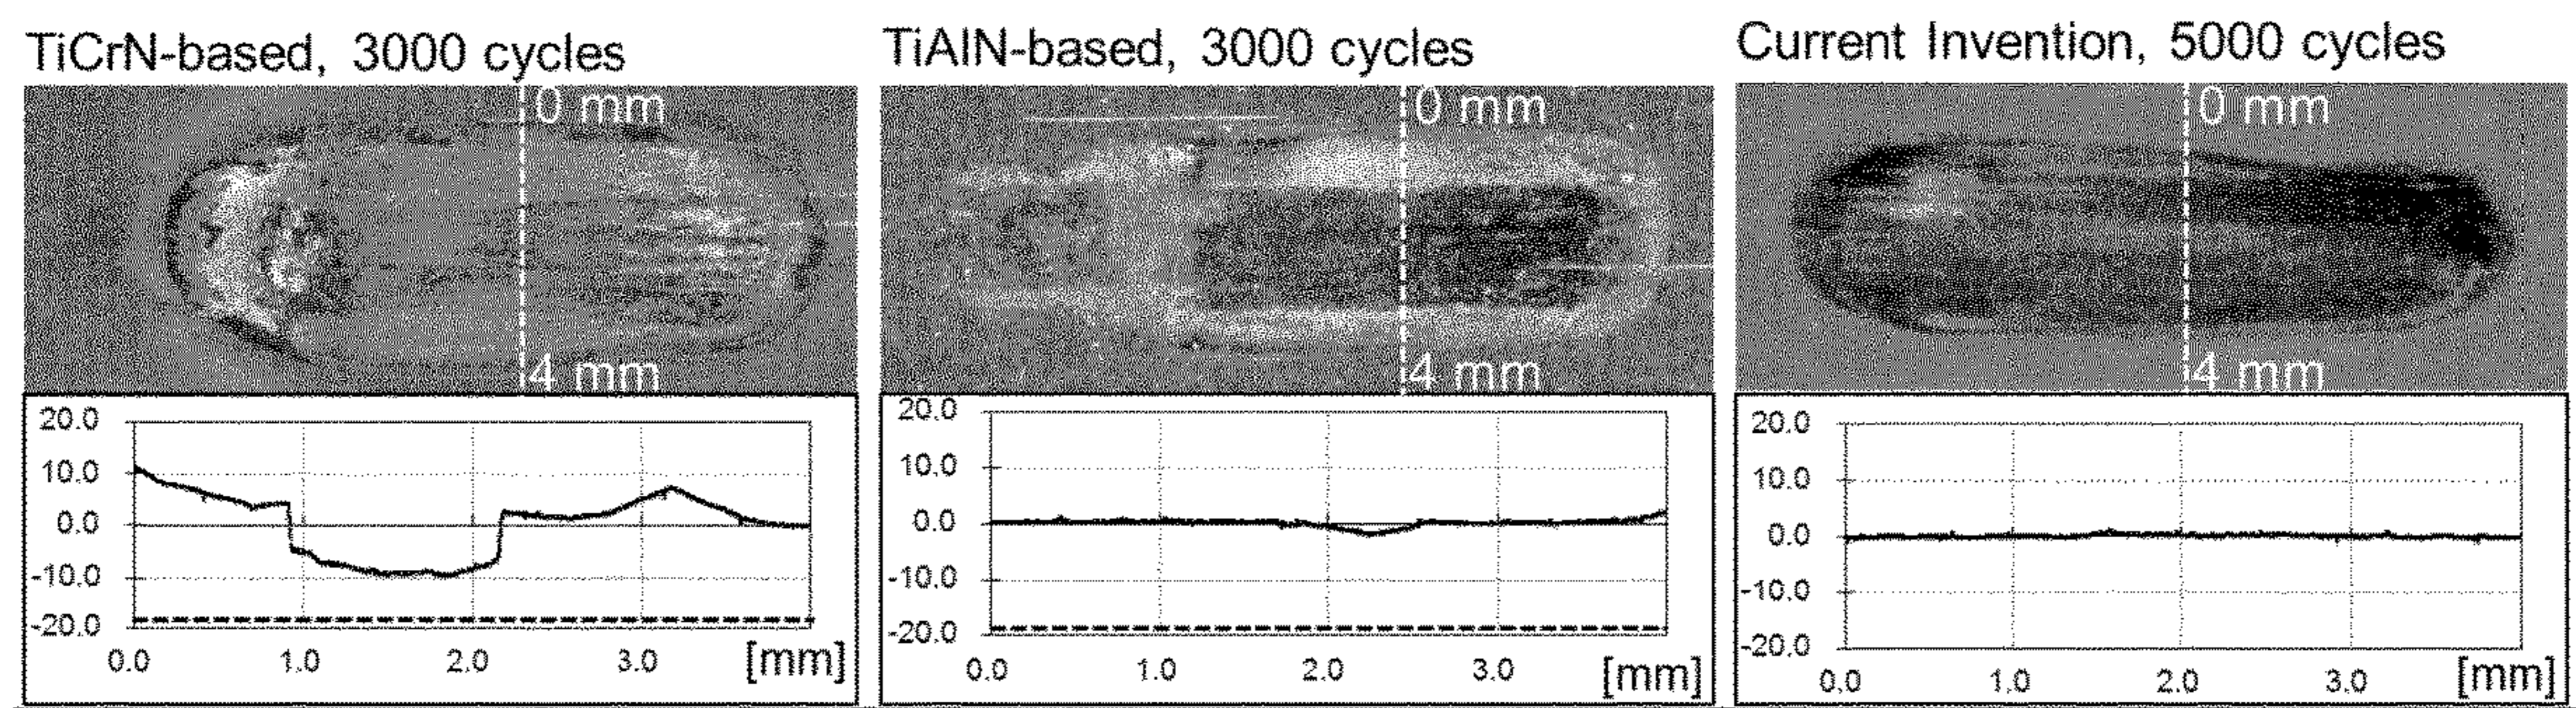 TiCrN-based, 3000 cycles
0 mm
4 mm
20.0
10.0
0.0
-10.0
-20.0
0.0 1.0 2.0 3.0 [mm]
TiAlN-based, 3000 cycles
0 mm
4 mm
20.0
10.0
0.0
-10.0
-20.0
0.0 1.0 2.0 3.0 [mm]
Current Invention, 5000 cycles
0 mm
4 mm
20.0
10.0
0.0
-10.0
-20.0
0.0 1.0 2.0 3.0 [mm]